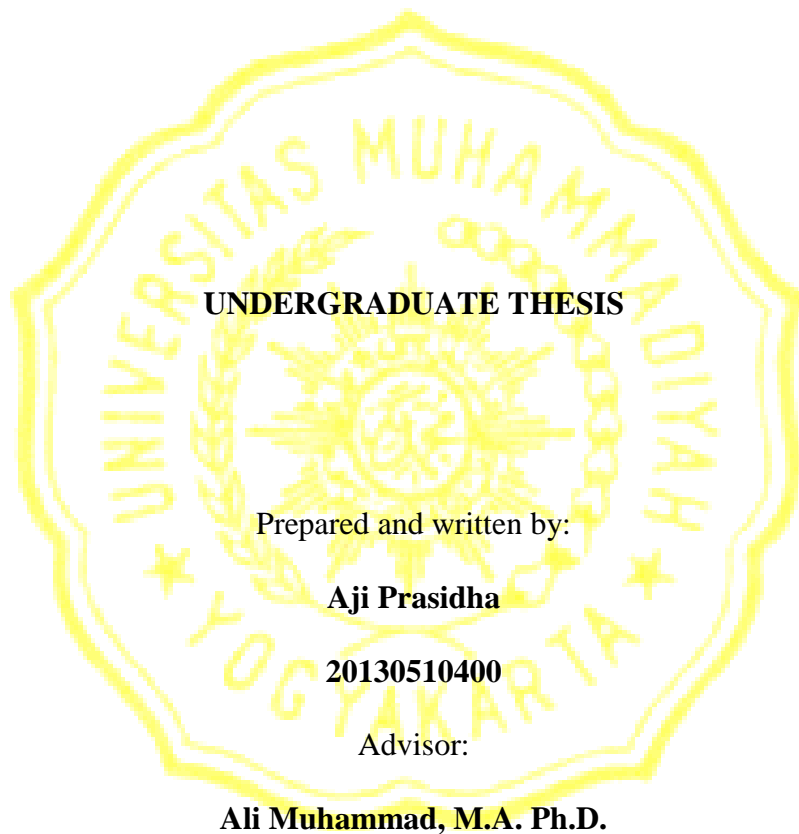 UNIVERSITAS MUHAMMADIYAH
★ YOGYAKARTA ★
UNDERGRADUATE THESIS
Prepared and written by:
Aji Prasidha
20130510400
Advisor:
Ali Muhammad, M.A. Ph.D.